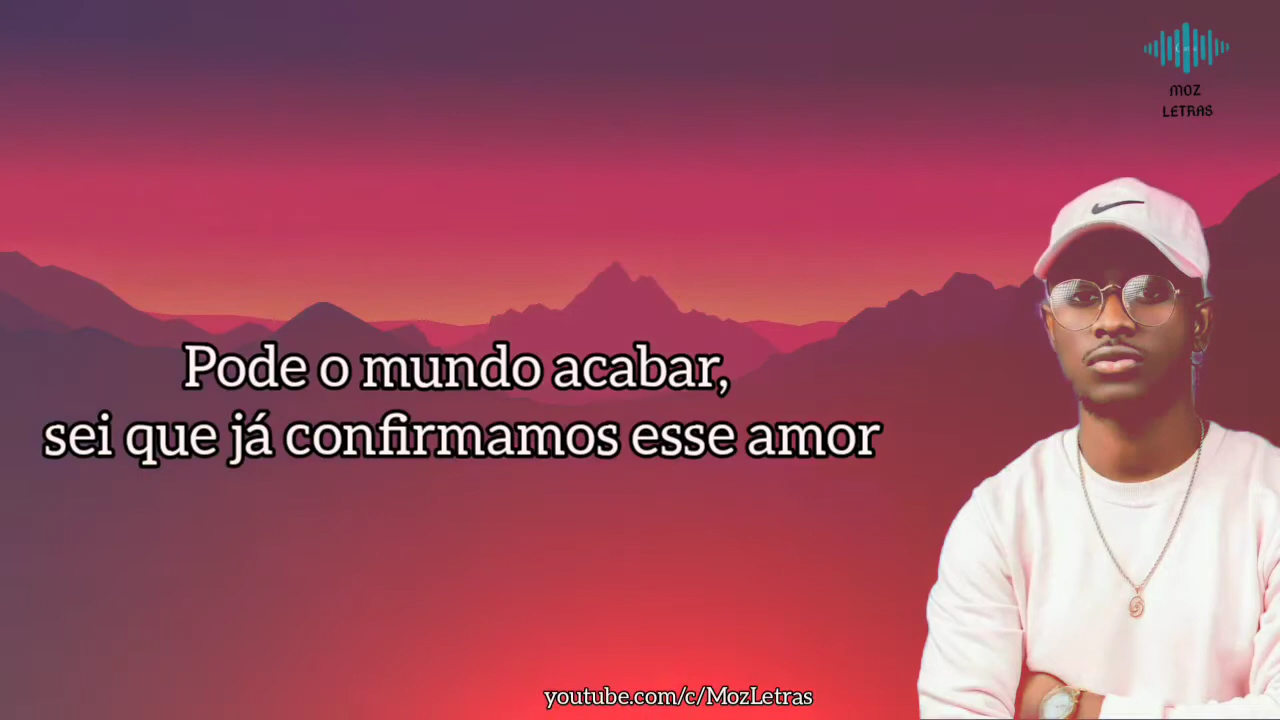 MOZ
LETRAS
Pode o mundo acabar,
sei que já confirmamos esse amor
youtube.com/c/MozLetras